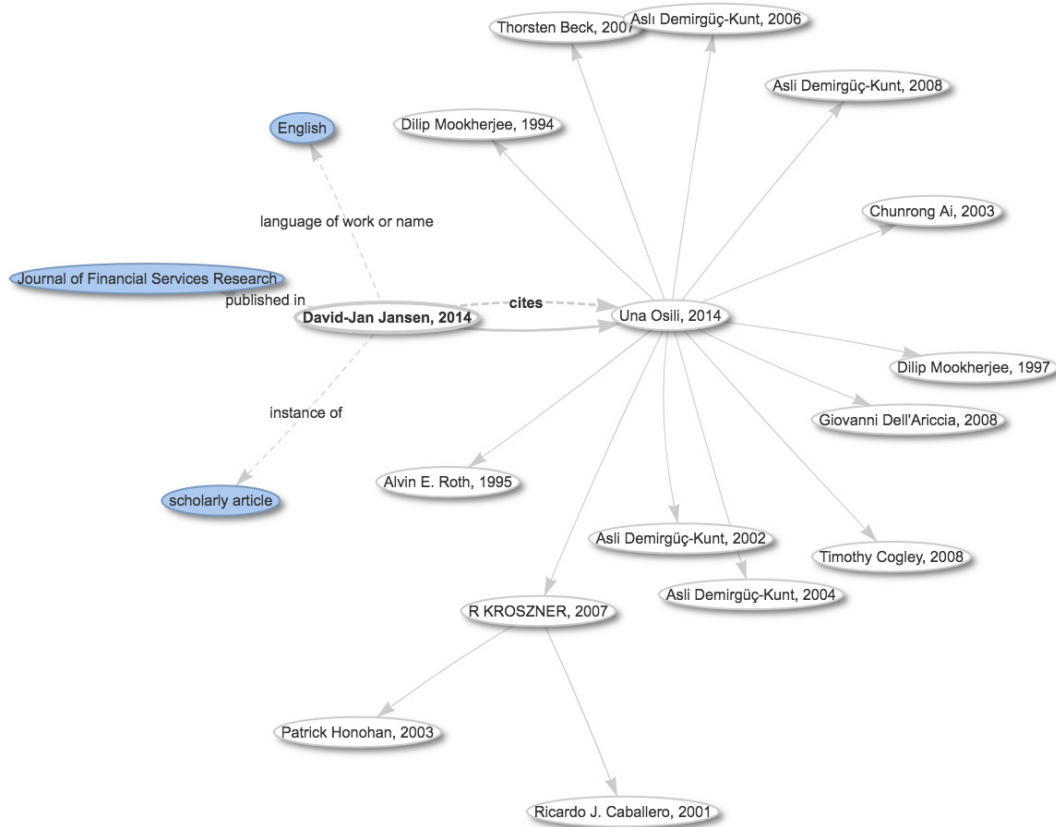 Thorsten Beck, 2007
Aslı Demirgüç-Kunt, 2006
Asli Demirgüç-Kunt, 2008
Dilip Mookherjee, 1994
English
Chunrong Ai, 2003
language of work or name
Journal of Financial Services Research
published in
cites
David-Jan Jansen, 2014
Una Osili, 2014
Dilip Mookherjee, 1997
instance of
Giovanni Dell'Ariccia, 2008
Alvin E. Roth, 1995
scholarly article
Asli Demirgüç-Kunt, 2002
Timothy Cogley, 2008
Asli Demirgüç-Kunt, 2004
R KROSZNER, 2007
Patrick Honohan, 2003
Ricardo J. Caballero, 2001